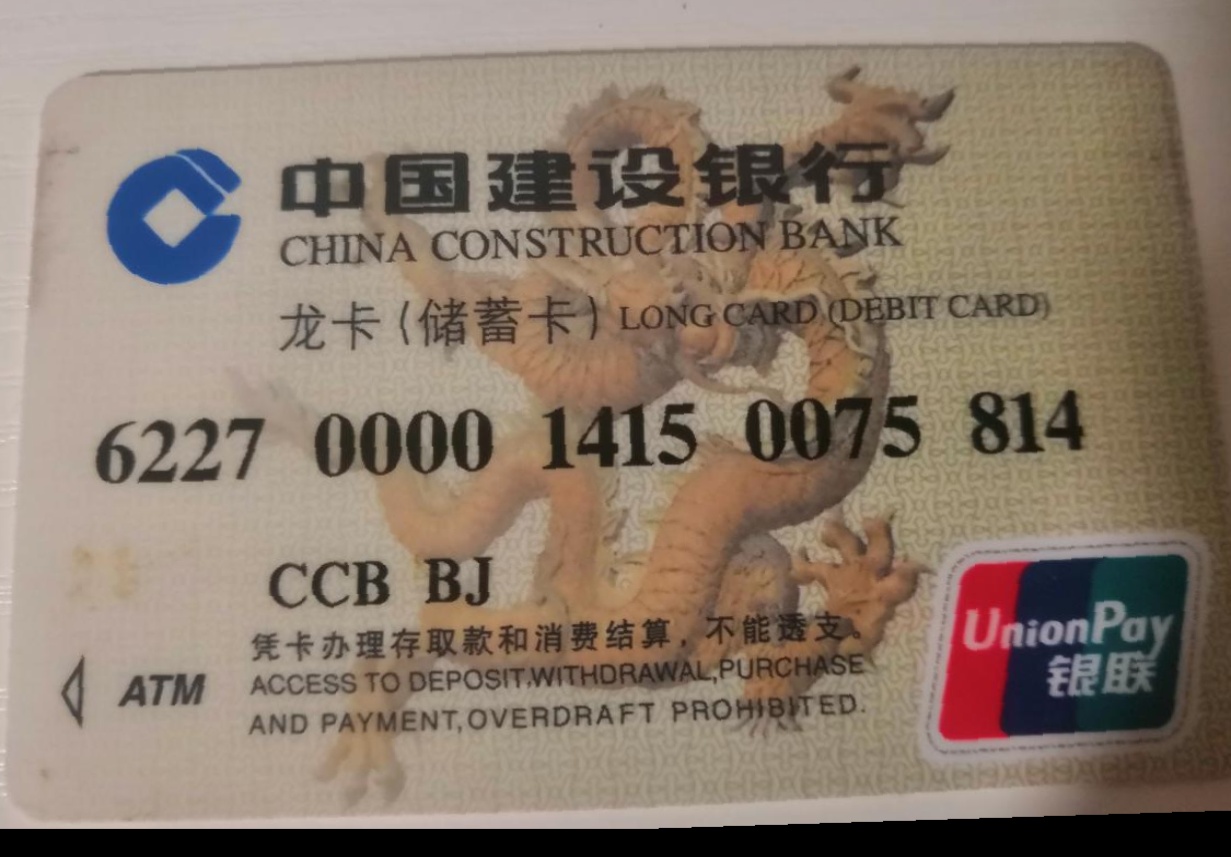 中国建设银行
CHINA CONSTRUCTION BANK
龙卡(储蓄卡) LONG CARD (DEBIT CARD)
6227 0000 1415 0075 814
CCB BJ
凭卡办理存取款和消费结算，不能透支。
ATM ACCESS TO DEPOSIT,WITHDRAWAL,PURCHASE
AND PAYMENT,OVERDRAFT PROHIBITED.
UnionPay
银联